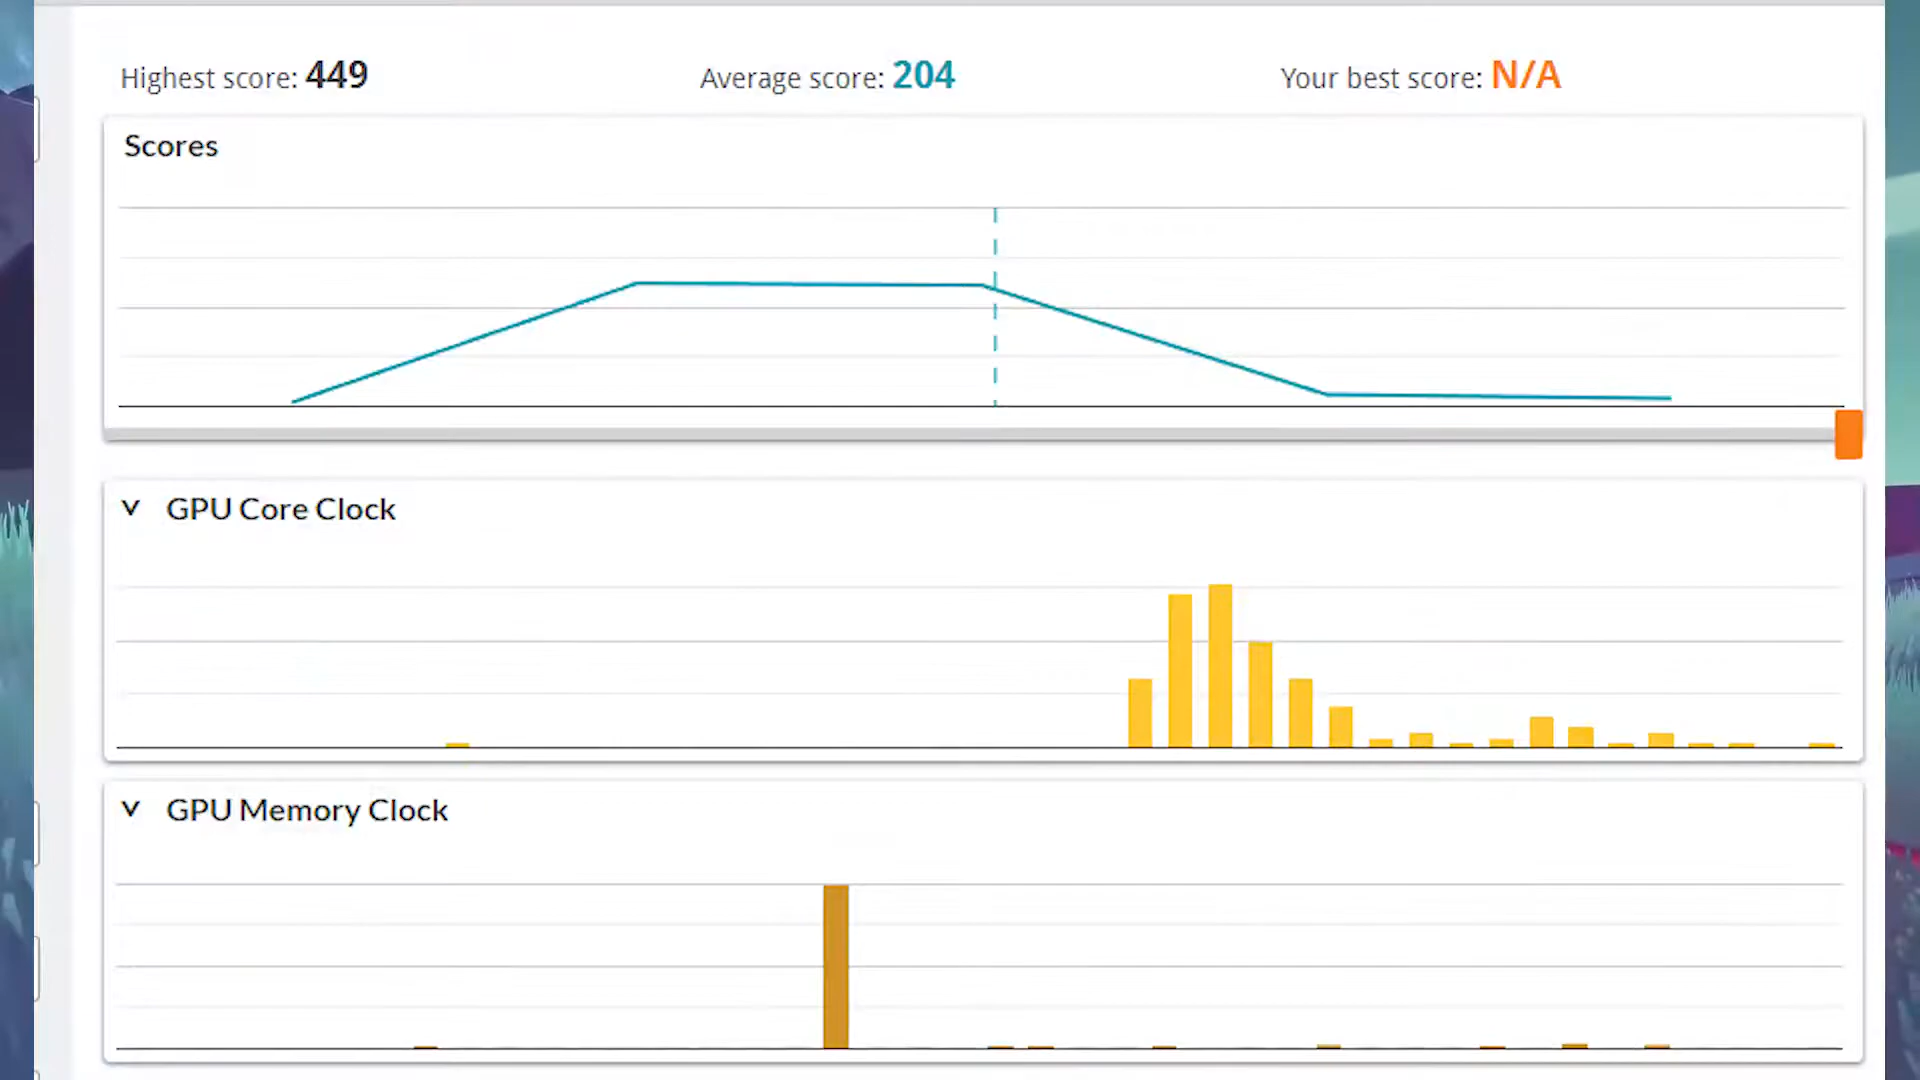 Highest score: 449
Average score: 204
Your best score: N/A
Scores
GPU Core Clock
GPU Memory Clock